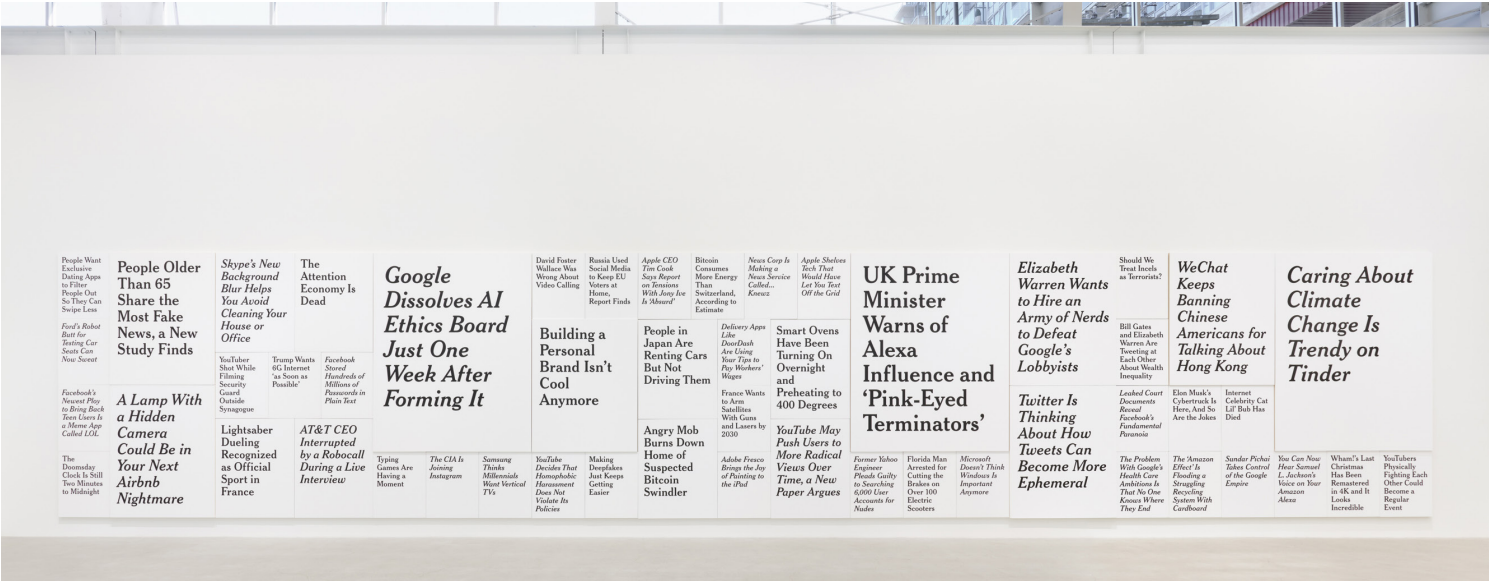 People Want
Exclusive
Dating Apps
to Filter
People Out
So They Can
Swipe Less
Ford's Robot
Butt for
Testing Car
Seats Can
Now Sweat
Facebook's
Newest Ploy
to Bring Back
Teen Users Is
a Meme App
Called LOL
The
Doomsday
Clock Is Still
Two Minutes
to Midnight
People Older
Than 65
Share the
Most Fake
News, a New
Study Finds
A Lamp With
a Hidden
Camera
Could Be in
Your Next
Airbnb
Nightmare
Skype's New
Background
Blur Helps
You Avoid
Cleaning Your
House or
Office
The
Attention
Economy Is
Dead
YouTuber
Shot While
Filming
Security
Guard
Outside
Synagogue
Trump Wants
6G Internet
'as Soon as
Possible'
Facebook
Stored
Hundreds of
Millions of
Passwords in
Plain Text
Lightsaber
Dueling
Recognized
as Official
Sport in
France
AT&T CEO
Interrupted
by a Robocall
During a Live
Interview
Google
Dissolves AI
Ethics Board
Just One
Week After
Forming It
Typing
Games Are
Having a
Moment
The CIA Is
Joining
Instagram
Samsung
Thinks
Millennials
Want Vertical
TVs
David Foster
Wallace Was
Wrong About
Video Calling
Russia Used
Social Media
to Keep EU
Voters at
Home,
Report Finds
Building a
Personal
Brand Isn't
Cool
Anymore
YouTube
Decides That
Homophobic
Harassment
Does Not
Violate Its
Policies
Making
Deepfakes
Just Keeps
Getting
Easier
Apple CEO
Tim Cook
Says Report
on Tensions
With Jony Ive
Is 'Absurd'
Bitcoin
Consumes
More Energy
Than
Switzerland,
According to
Estimate
News Corp Is
Making a
News Service
Called...
Knewz
Apple Shelves
Tech That
Would Have
Let You Text
Off the Grid
People in
Japan Are
Renting Cars
But Not
Driving Them
Delivery Apps
Like
DoorDash
Are Using
Your Tips to
Pay Workers'
Wages
France Wants
to Arm
Satellites
With Guns
and Lasers by
2030
Smart Ovens
Have Been
Turning On
Overnight
and
Preheating to
400 Degrees
Angry Mob
Burns Down
Home of
Suspected
Bitcoin
Swindler
Adobe Fresco
Brings the Joy
of Painting to
the iPad
YouTube May
Push Users to
More Radical
Views Over
Time, a New
Paper Argues
UK Prime
Minister
Warns of
Alexa
Influence and
'Pink-Eyed
Terminators'
Former Yahoo
Engineer
Pleads Guilty
to Searching
6,000 User
Accounts for
Nudes
Florida Man
Arrested for
Cutting the
Brakes on
Over 100
Electric
Scooters
Microsoft
Doesn't Think
Windows Is
Important
Anymore
Elizabeth
Warren Wants
to Hire an
Army of Nerds
to Defeat
Google's
Lobbyists
Twitter Is
Thinking
About How
Tweets Can
Become More
Ephemeral
Should We
Treat Incels
as Terrorists?
Bill Gates
and Elizabeth
Warren Are
Tweeting at
Each Other
About Wealth
Inequality
WeChat
Keeps
Banning
Chinese
Americans for
Talking About
Hong Kong
Leaked Court
Documents
Reveal
Facebook's
Fundamental
Paranoia
Elon Musk's
Cybertruck Is
Here, And So
Are the Jokes
Internet
Celebrity Cat
Lil' Bub Has
Died
The Problem
With Google's
Health Care
Ambitions Is
That No One
Knows Where
They End
The 'Amazon
Effect' Is
Flooding a
Struggling
Recycling
System With
Cardboard
Sundar Pichai
Takes Control
of the Google
Empire
Caring About
Climate
Change Is
Trendy on
Tinder
You Can Now
Hear Samuel
L. Jackson's
Voice on Your
Amazon
Alexa
Wham!'s Last
Christmas
Has Been
Remastered
in 4K and It
Looks
Incredible
YouTubers
Physically
Fighting Each
Other Could
Become a
Regular
Event